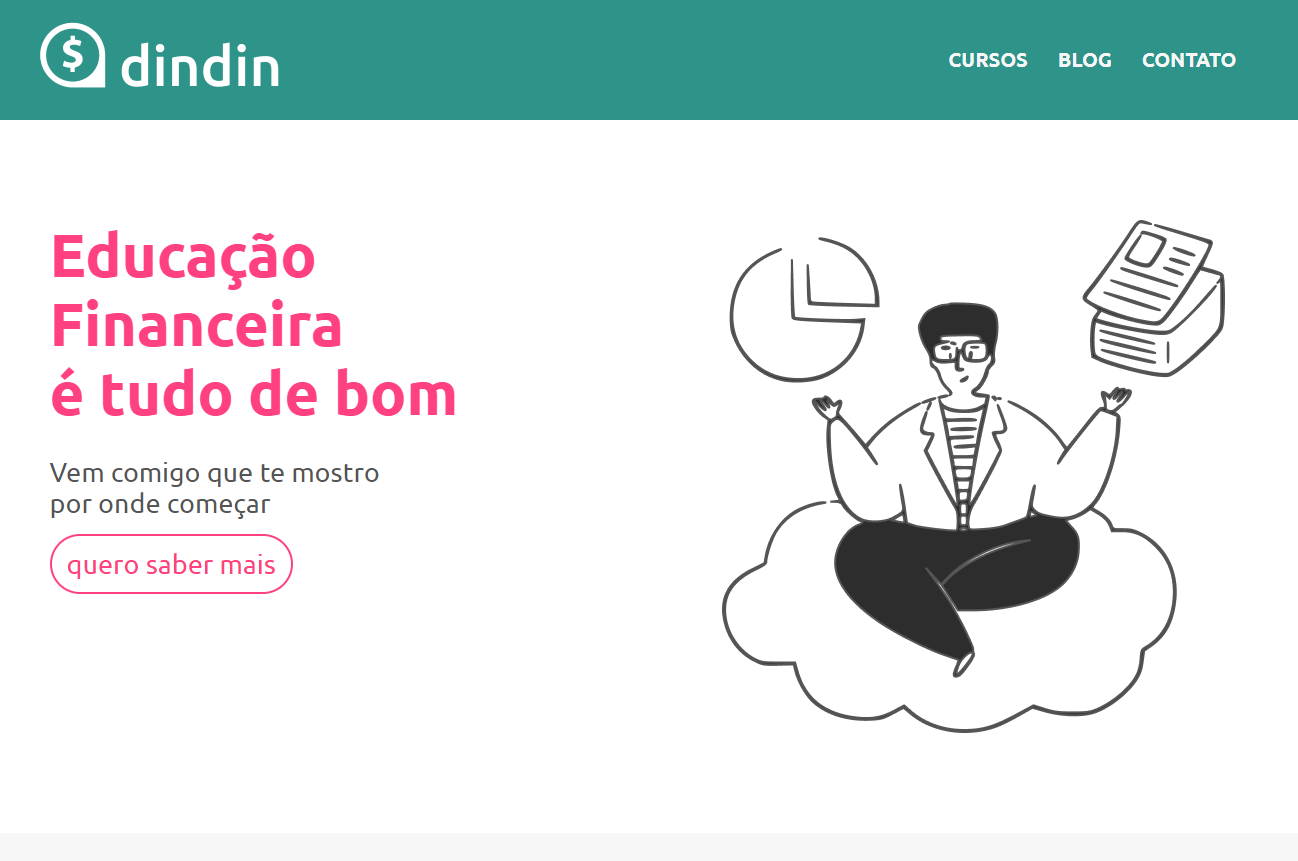 dindin
CURSOS BLOG CONTATO
Educação
Financeira
é tudo de bom
Vem comigo que te mostro
por onde começar
quero saber mais